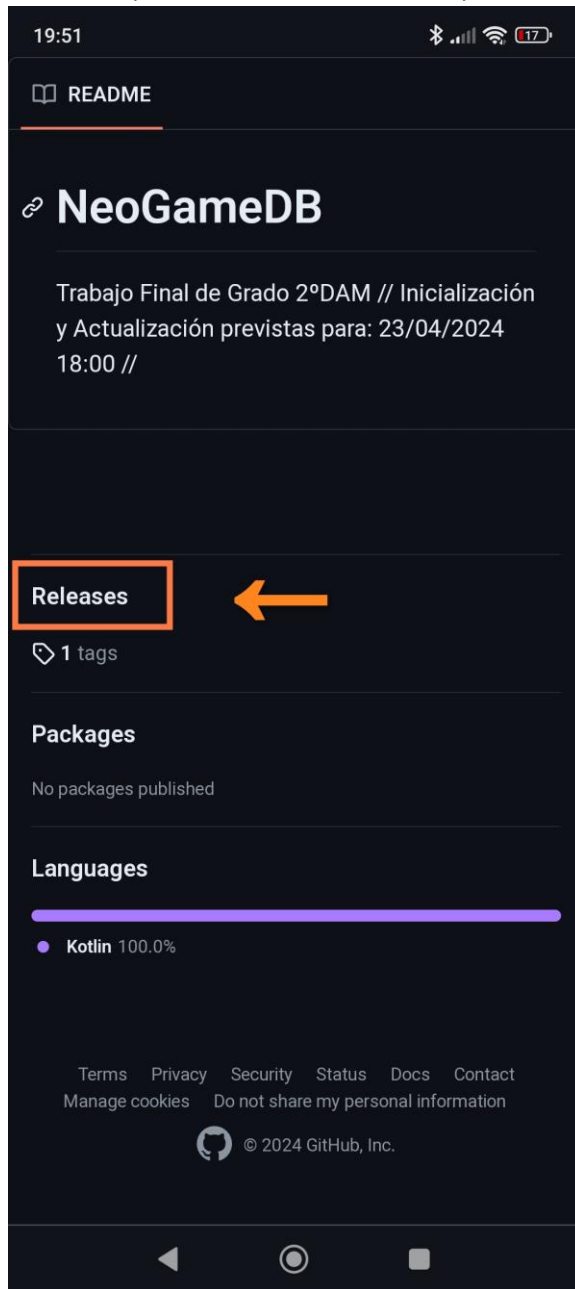 19:51
17
README
NeoGameDB
Trabajo Final de Grado 2ºDAM // Inicialización
y Actualización previstas para: 23/04/2024
18:00 //
Releases
1 tags
Packages
No packages published
Languages
Kotlin 100.0%
Terms Privacy Security Status Docs Contact
Manage cookies Do not share my personal information
© 2024 GitHub, Inc.